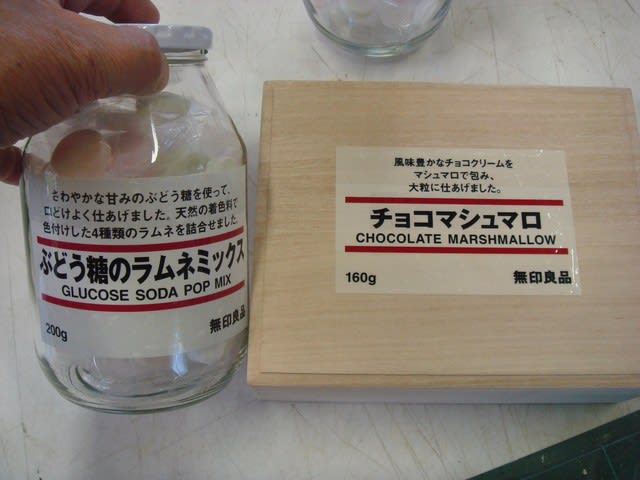 さわやかな甘みのぶどう糖を使って、
口どけよく仕あげました。天然の着色料で
色付けした4種類のラムネを詰合せました。
ぶどう糖のラムネミックス
GLUCOSE SODA POP MIX
200g
無印良品
風味豊かなチョコクリームを
マシュマロで包み、
大粒に仕あげました。
チョコマシュマロ
CHOCOLATE MARSHMALLOW
160g
無印良品